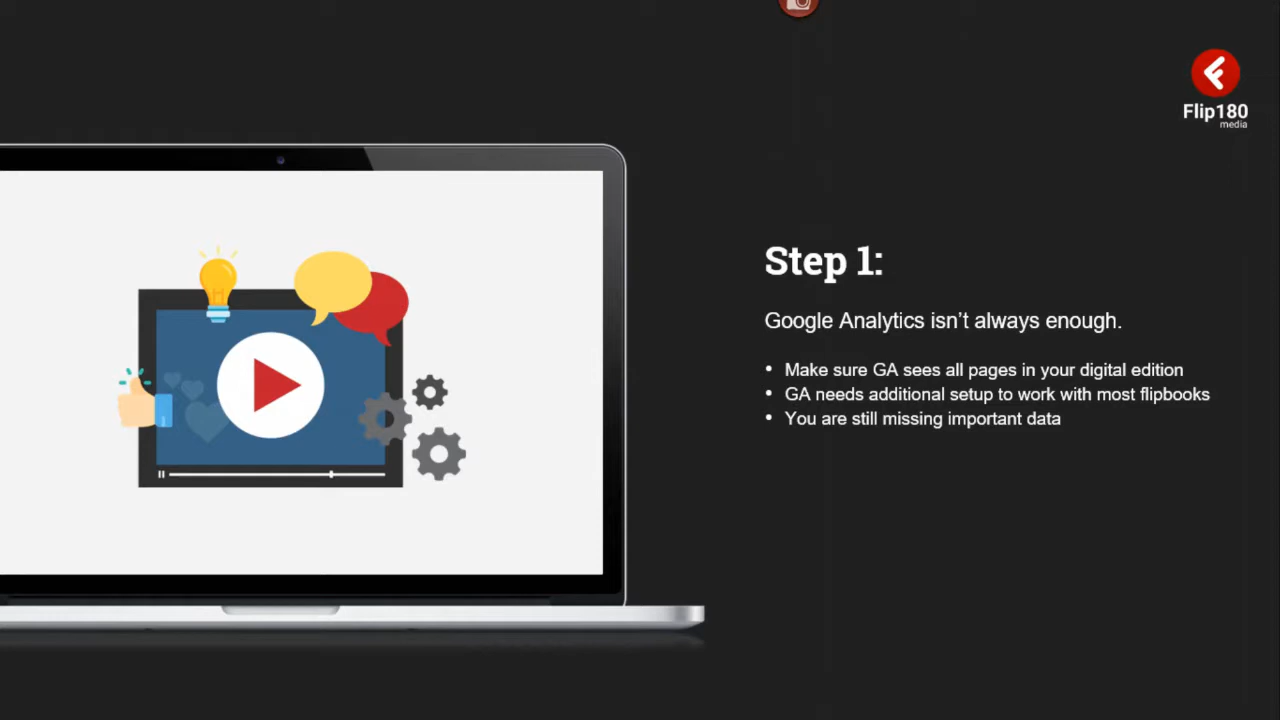 Flip180
media
Step 1:
Google Analytics isn't always enough.
• Make sure GA sees all pages in your digital edition
• GA needs additional setup to work with most flipbooks
• You are still missing important data